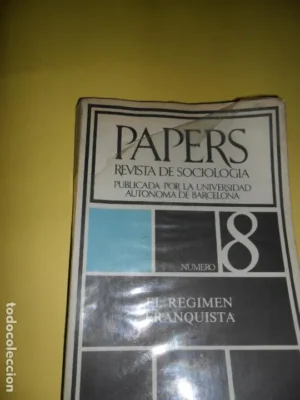 PAPERS
REVISTA DE SOCIOLOGIA
PUBLICADA POR LA UNIVERSIDAD
AUTONOMA DE BARCELONA
NUMERO 8
EL REGIMEN
FRANQUISTA
todocoleccion